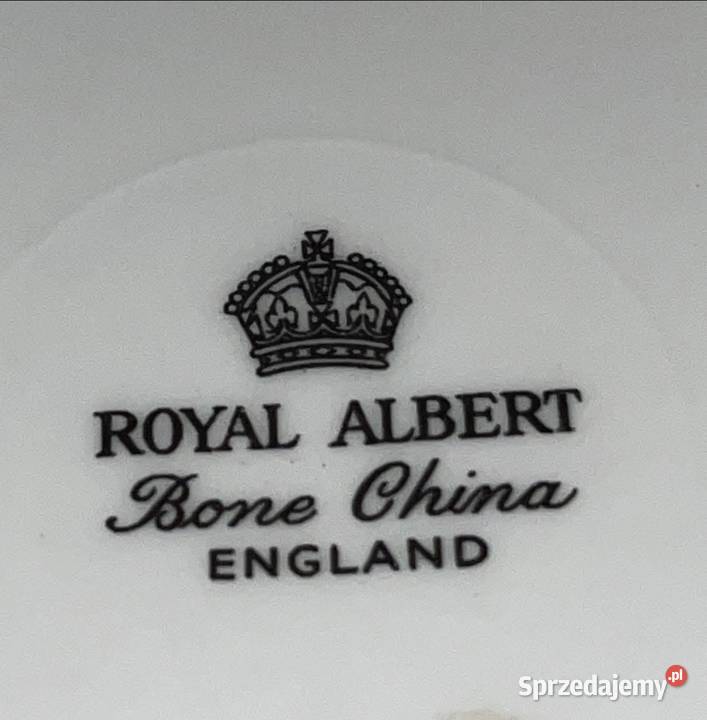 ROYAL ALBERT
Bone China
ENGLAND
Sprzedajemy.pl